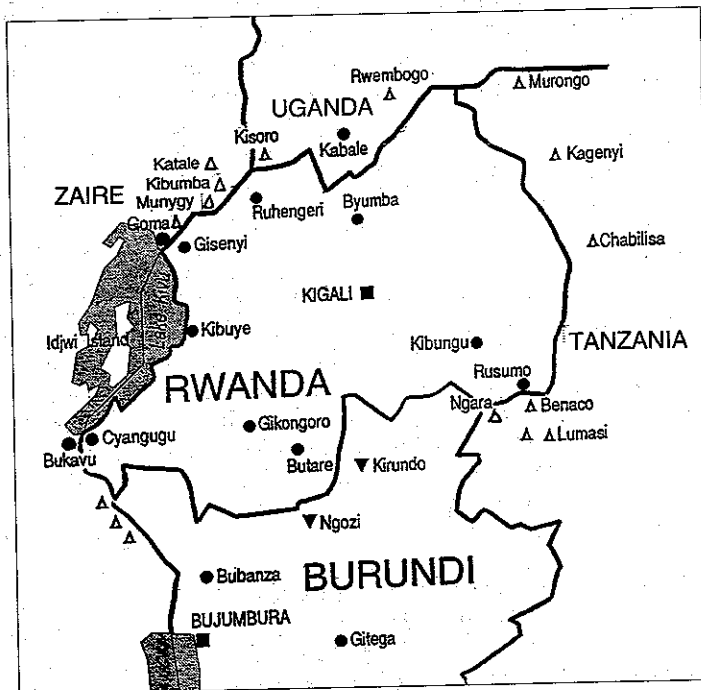 Rwembogo
Murongo
UGANDA
Kisoro
Kabale
Kagenyi
Katale
Kibumba
Munygyi
ZAIRE
Ruhengeri
Byumba
Goma
Gisenyi
Chabilisa
KIGALI
Idjwi Island
Kibuye
Kibungu
TANZANIA
RWANDA
Rusumo
Ngara
Benaco
Gikongoro
Lumasi
Cyangugu
Bukavu
Butare
Kirundo
Ngozi
Bubanza
BURUNDI
BUJUMBURA
Gitega